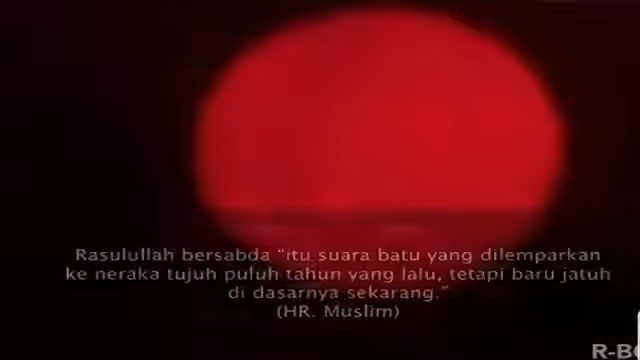 Rasulullah bersabda "itu suara batu yang dilemparkan
ke neraka tujuh puluh tahun yang lalu, tetapi baru jatuh
di dasarnya sekarang."
(HR. Muslim)